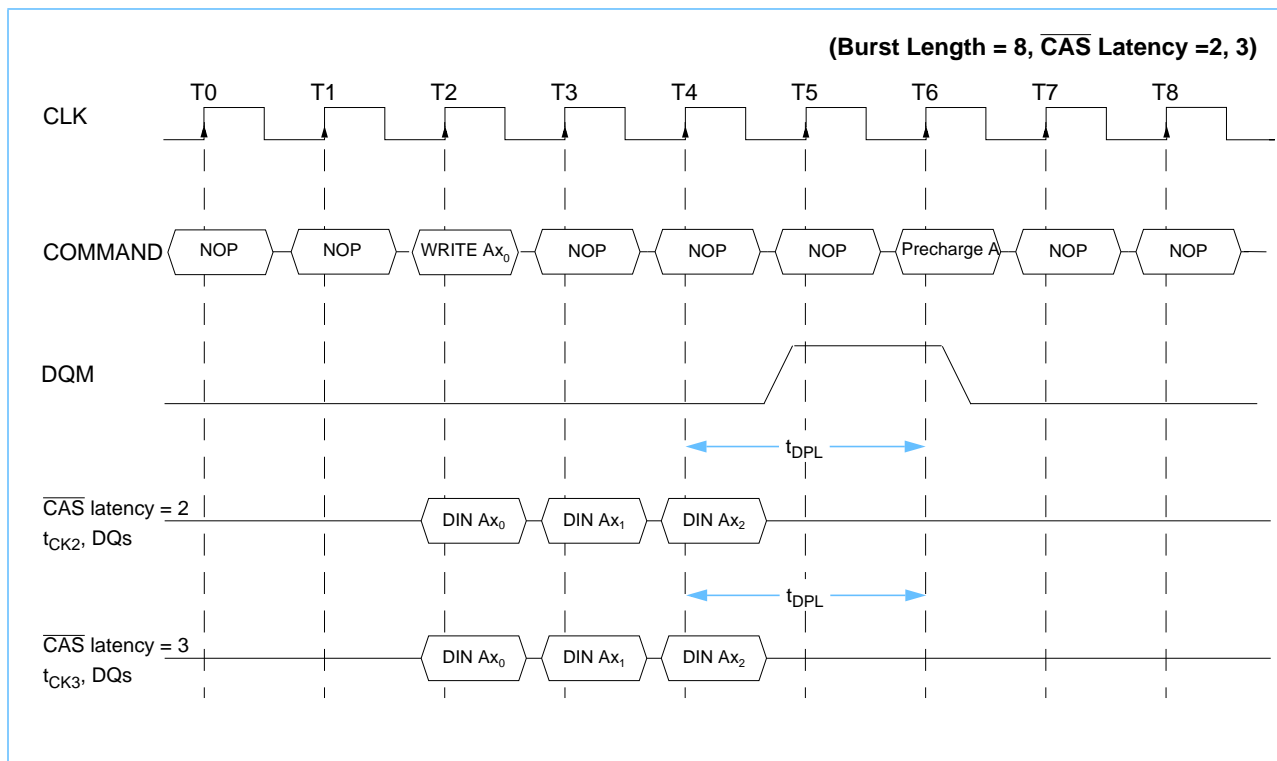 (Burst Length = 8, CAS Latency =2, 3)
T0 T1 T2 T3 T4 T5 T6 T7 T8
CLK
COMMAND NOP NOP WRITE Ax0 NOP NOP NOP Precharge A NOP NOP
DQM
tDPL
CAS latency = 2
tCK2, DQs
DIN Ax0 DIN Ax1 DIN Ax2
tDPL
CAS latency = 3
tCK3, DQs
DIN Ax0 DIN Ax1 DIN Ax2